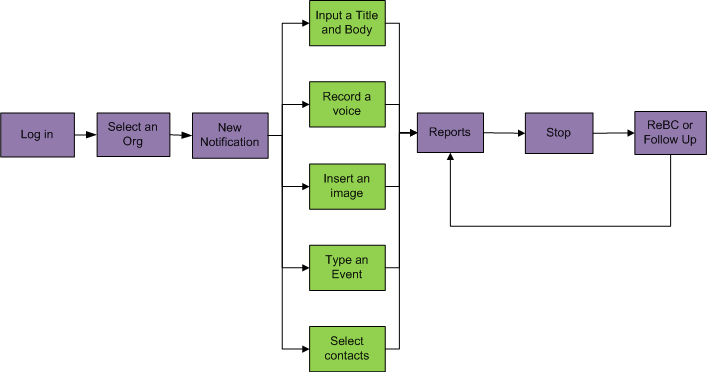 Log in
Select an
Org
New
Notification
Input a Title
and Body
Record a
voice
Insert an
image
Type an
Event
Select
contacts
Reports
Stop
ReBC or
Follow Up